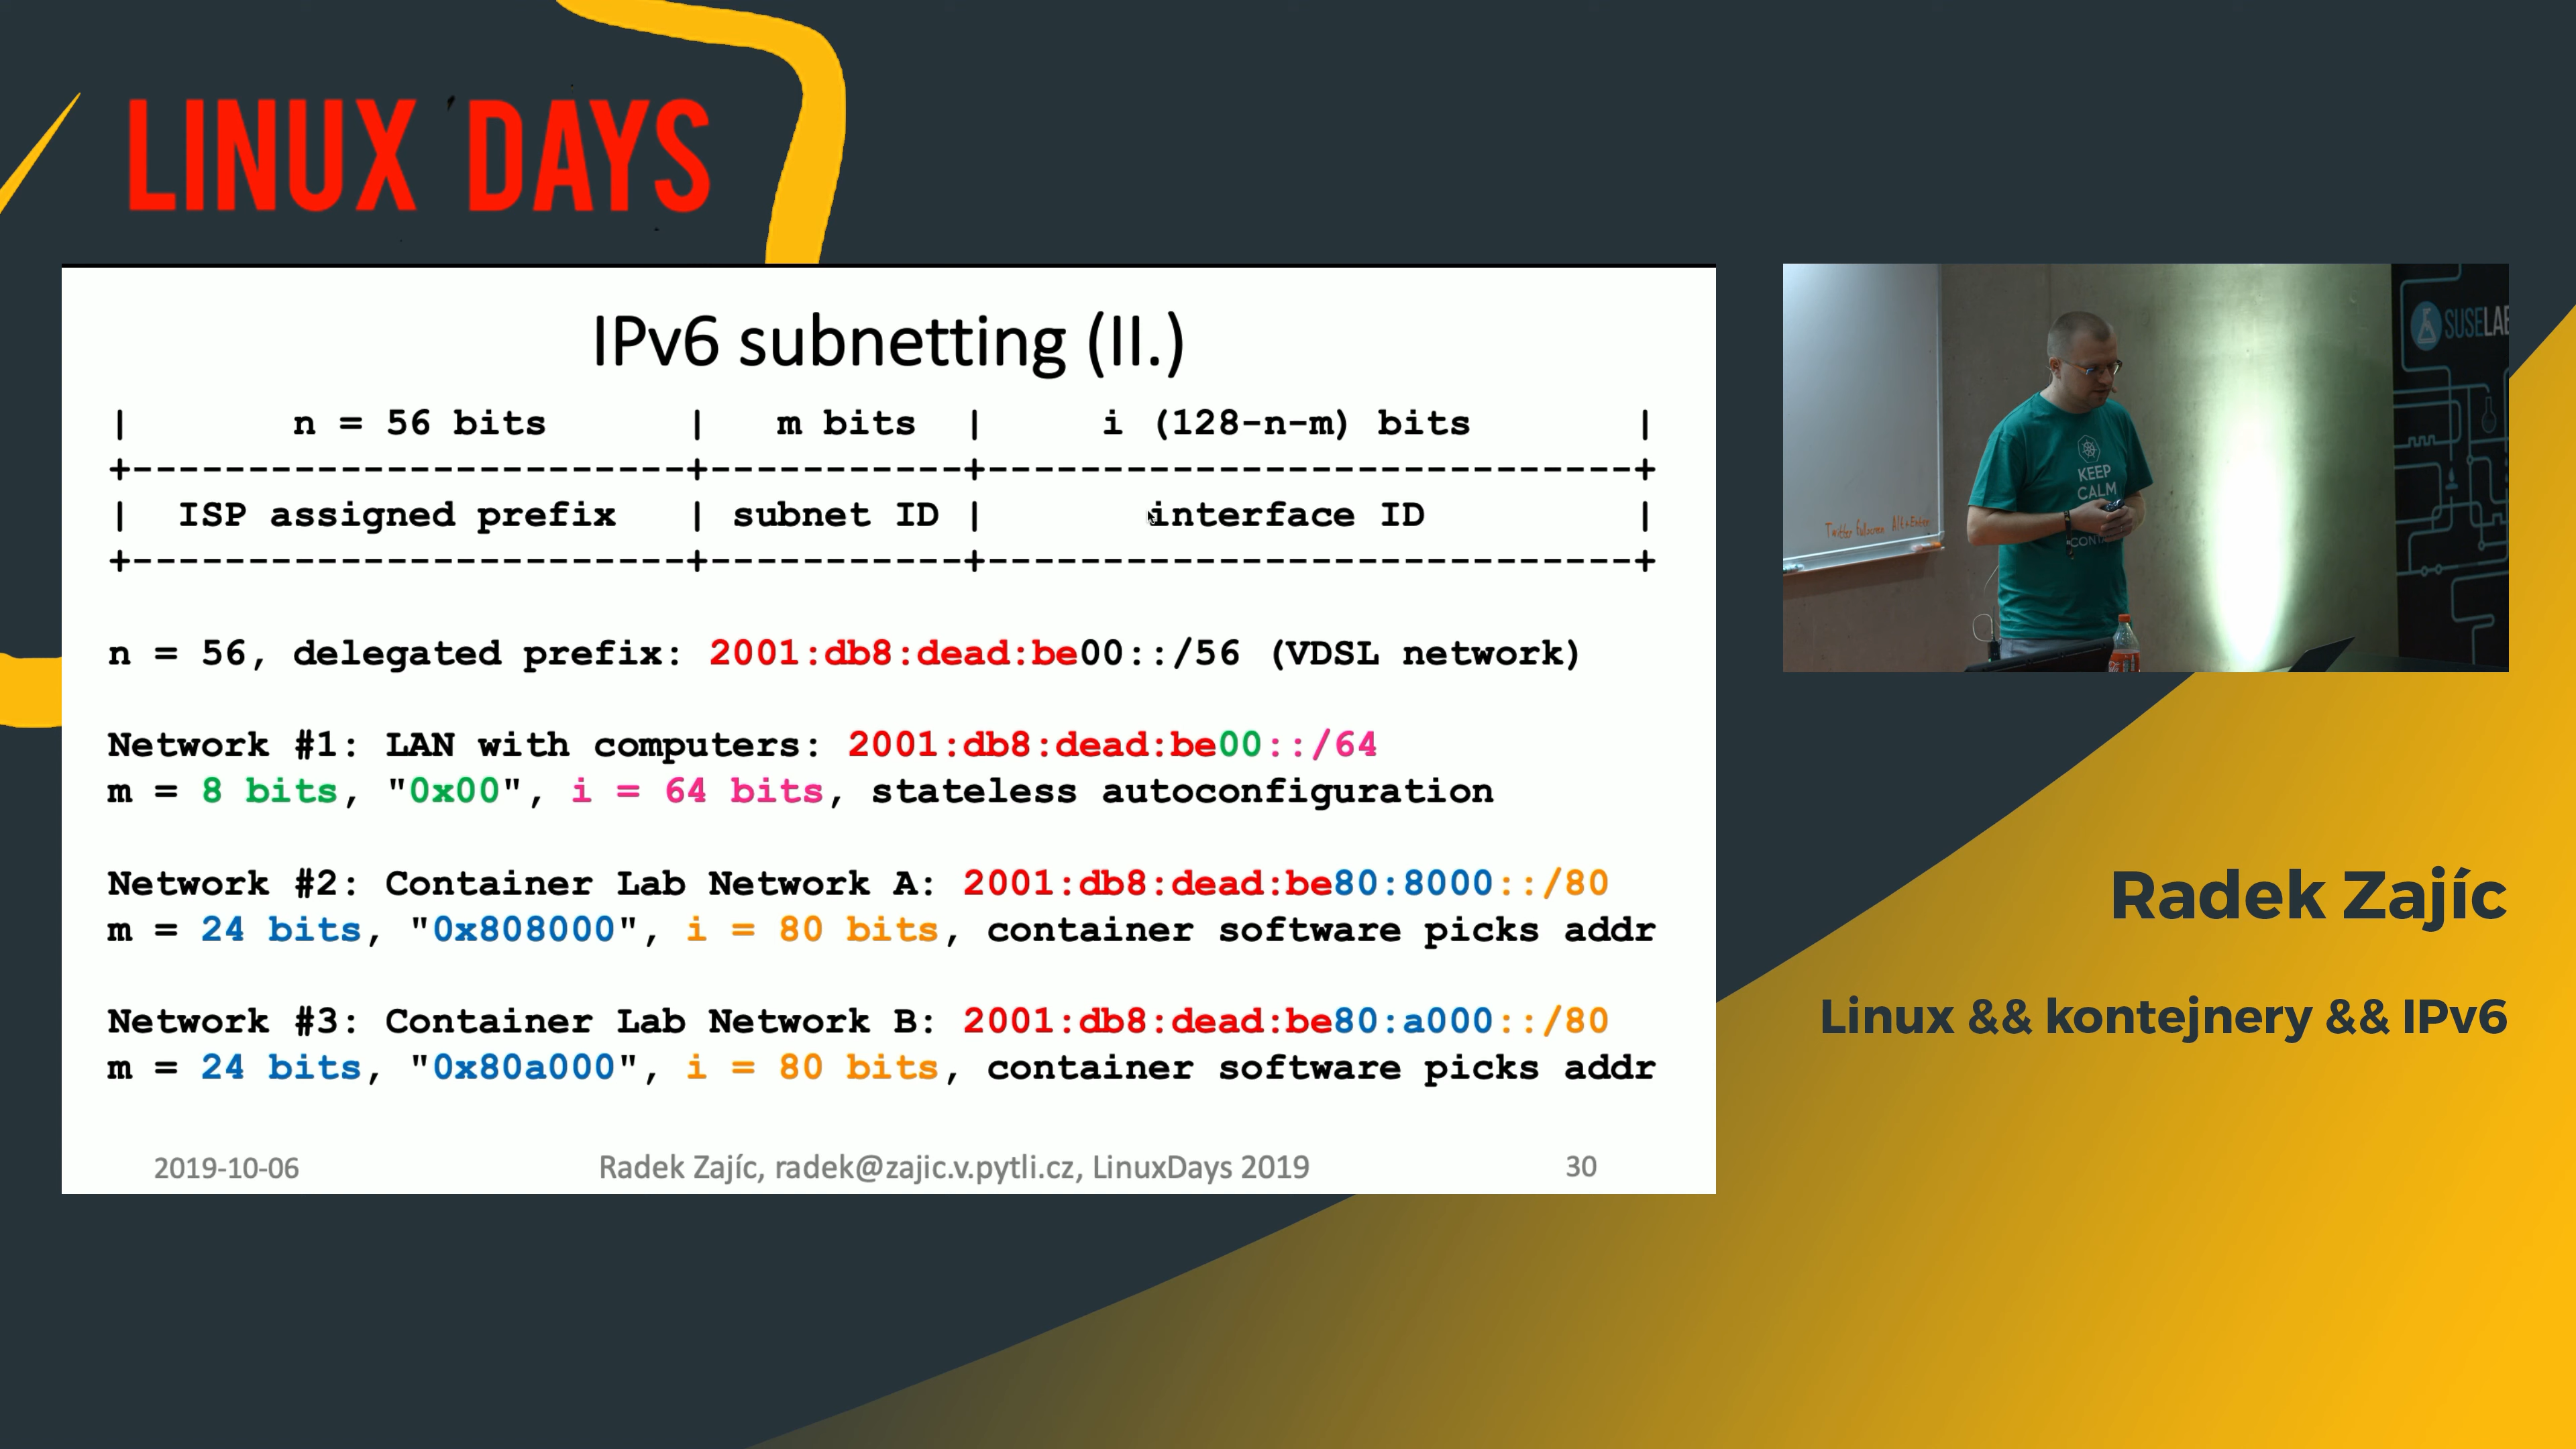 LINUX DAYS
IPv6 subnetting (II.)
| n = 56 bits | m bits | i (128-n-m) bits |
+------------------------+-----------+----------------------------+
| ISP assigned prefix | subnet ID | interface ID |
+------------------------+-----------+----------------------------+
n = 56, delegated prefix: 2001:db8:dead:be00::/56 (VDSL network)
Network #1: LAN with computers: 2001:db8:dead:be00::/64
m = 8 bits, "0x00", i = 64 bits, stateless autoconfiguration
Network #2: Container Lab Network A: 2001:db8:dead:be80:8000::/80
m = 24 bits, "0x808000", i = 80 bits, container software picks addr
Network #3: Container Lab Network B: 2001:db8:dead:be80:a000::/80
m = 24 bits, "0x80a000", i = 80 bits, container software picks addr
2019-10-06 Radek Zajíc, radek@zajic.v.pytli.cz, LinuxDays 2019 30
KEEP
CALM
Twitter
Alt+Enter
SUSELAB
Radek Zajíc
Linux && kontejnery && IPv6